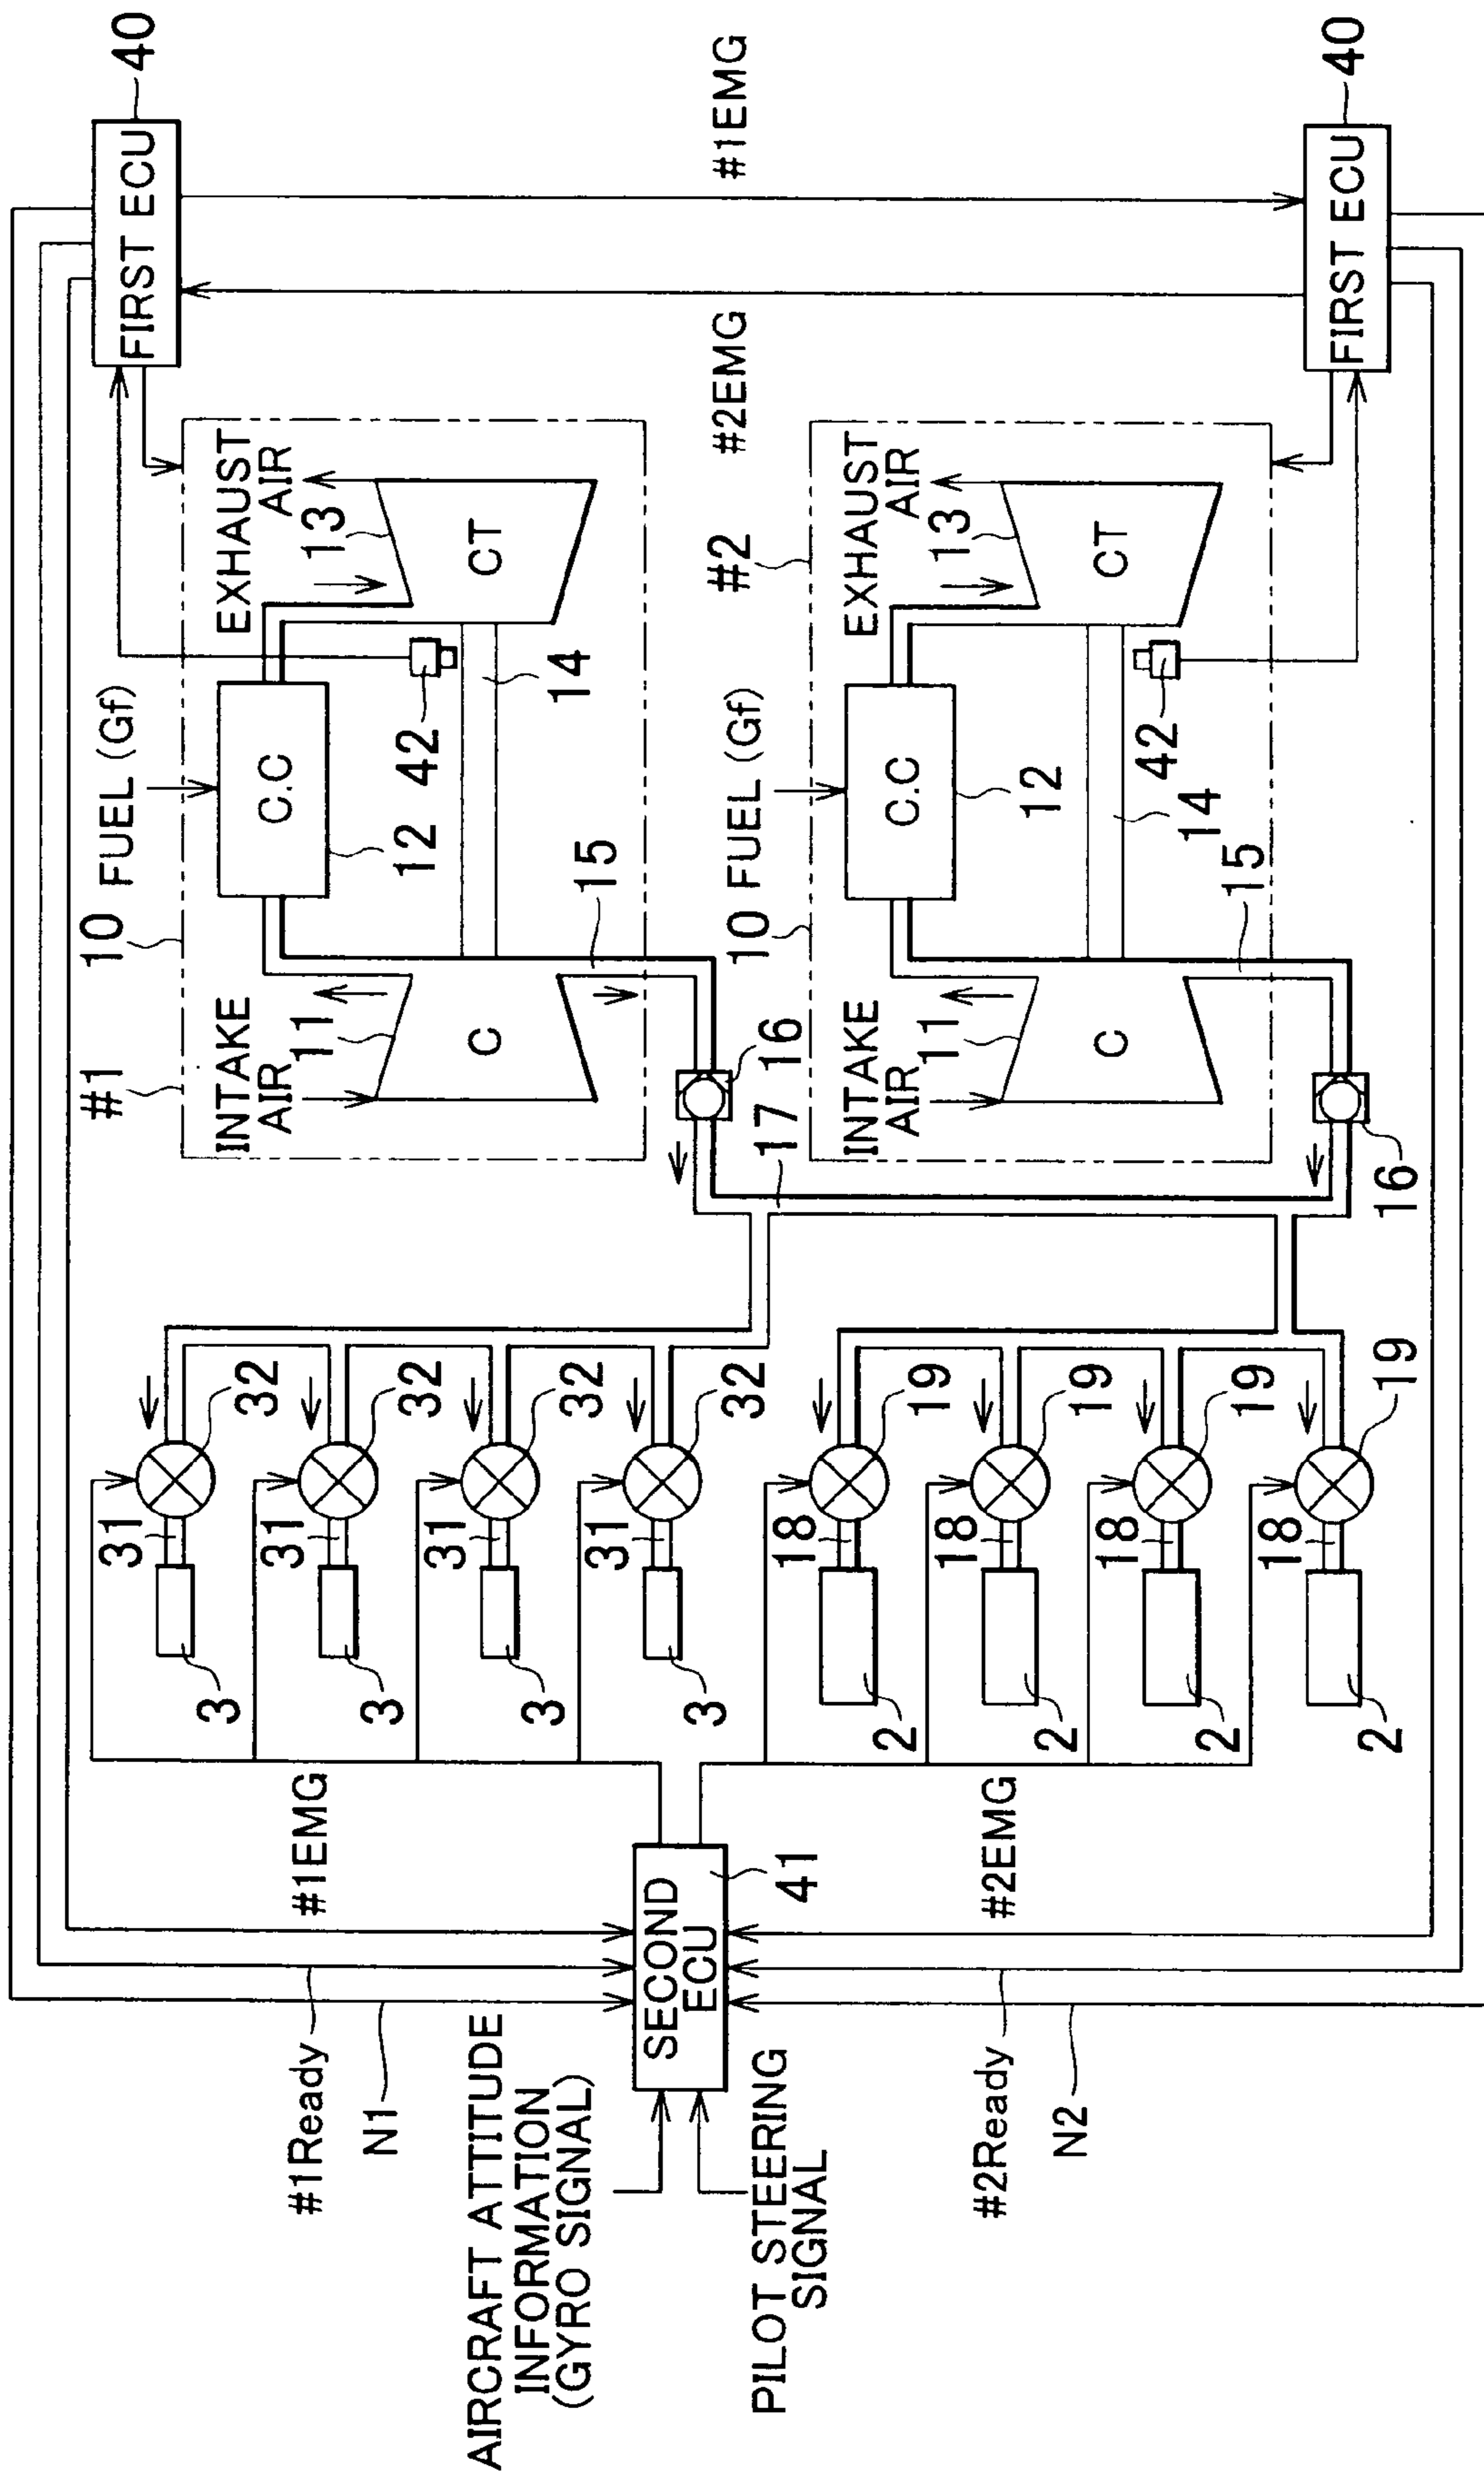 40
FIRST ECU
#1EMG
#2EMG
40
FIRST ECU
10
FUEL (Gf)
#1
EXHAUST
AIR
13
CT
42
14
C.C
12
15
INTAKE
AIR
11
C
16
17
#2
10
FUEL (Gf)
EXHAUST
AIR
13
CT
42
14
C.C
12
15
INTAKE
AIR
11
C
16
32
32
32
32
19
19
19
19
31
31
31
31
18
18
18
18
3
3
3
3
2
2
2
2
#1EMG
#2EMG
SECOND
ECU
41
#1Ready
N1
#2Ready
N2
AIRCRAFT ATTITUDE
INFORMATION
(GYRO SIGNAL)
PILOT STEERING
SIGNAL